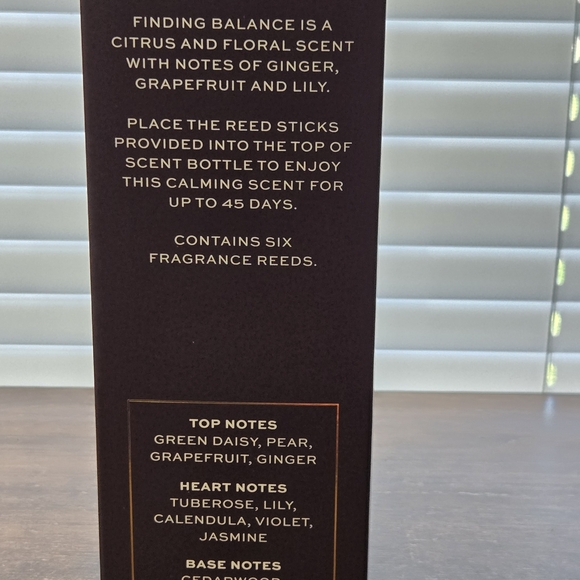 FINDING BALANCE IS A
CITRUS AND FLORAL SCENT
WITH NOTES OF GINGER,
GRAPEFRUIT AND LILY.
PLACE THE REED STICKS
PROVIDED INTO THE TOP OF
SCENT BOTTLE TO ENJOY
THIS CALMING SCENT FOR
UP TO 45 DAYS.
CONTAINS SIX
FRAGRANCE REEDS.
TOP NOTES
GREEN DAISY, PEAR,
GRAPEFRUIT, GINGER
HEART NOTES
TUBEROSE, LILY,
CALENDULA, VIOLET,
JASMINE
BASE NOTES
CEDARWOOD